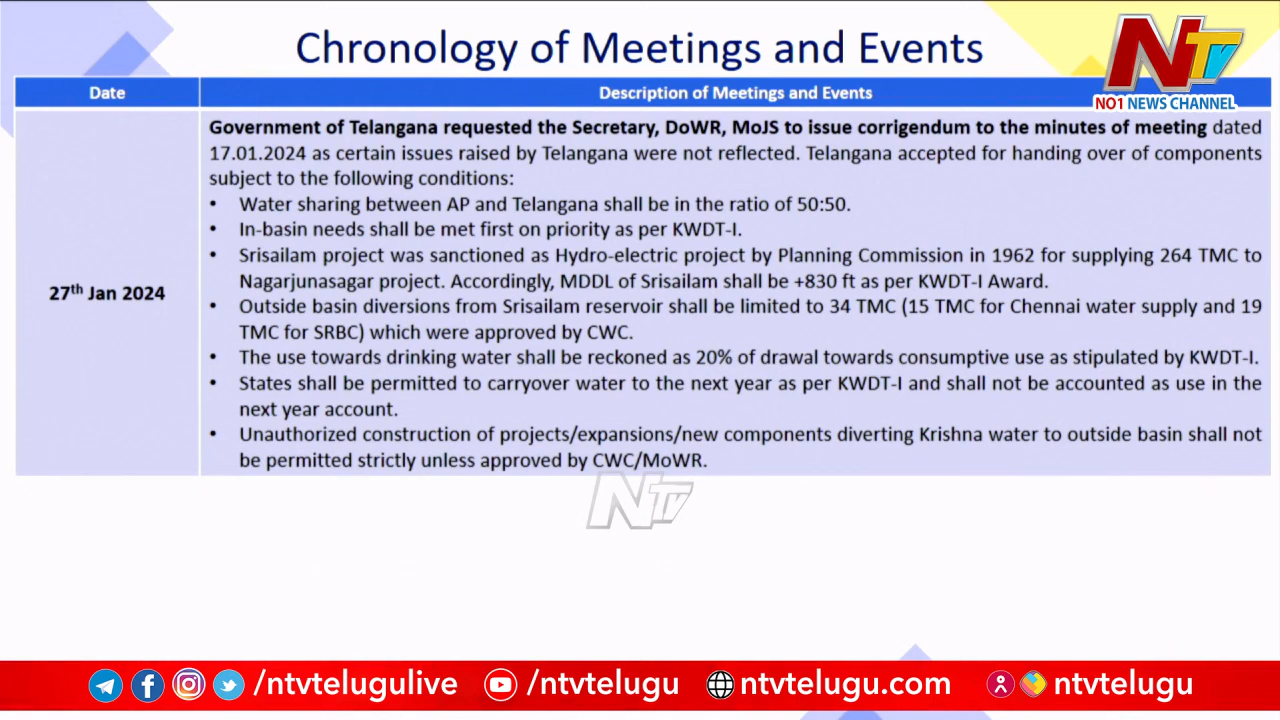 Chronology of Meetings and Events
NTV
NO1 NEWS CHANNEL
Date
Description of Meetings and Events
27th Jan 2024
Government of Telangana requested the Secretary, DoWR, MoJS to issue corrigendum to the minutes of meeting dated
17.01.2024 as certain issues raised by Telangana were not reflected. Telangana accepted for handing over of components
subject to the following conditions:
• Water sharing between AP and Telangana shall be in the ratio of 50:50.
• In-basin needs shall be met first on priority as per KWDT-I.
• Srisailam project was sanctioned as Hydro-electric project by Planning Commission in 1962 for supplying 264 TMC to
Nagarjunasagar project. Accordingly, MDDL of Srisailam shall be +830 ft as per KWDT-I Award.
• Outside basin diversions from Srisailam reservoir shall be limited to 34 TMC (15 TMC for Chennai water supply and 19
TMC for SRBC) which were approved by CWC.
• The use towards drinking water shall be reckoned as 20% of drawal towards consumptive use as stipulated by KWDT-I.
• States shall be permitted to carryover water to the next year as per KWDT-I and shall not be accounted as use in the
next year account.
• Unauthorized construction of projects/expansions/new components diverting Krishna water to outside basin shall not
be permitted strictly unless approved by CWC/MoWR.
NTV
/ntvtelugulive
/ntvtelugu
ntvtelugu.com
ntvtelugu